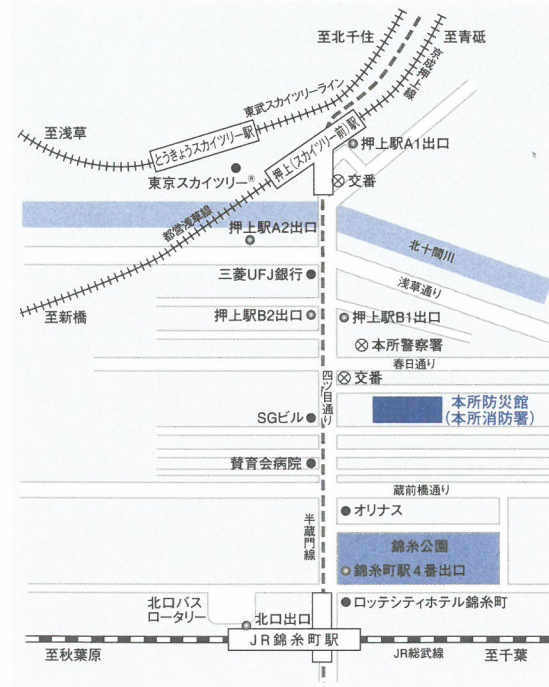 至北千住
至青砥
京成押上線
東武スカイツリーライン
至浅草
とうきょうスカイツリー駅
押上(スカイツリー前)駅
押上駅A1出口
東京スカイツリー®
交番
都営浅草線
押上駅A2出口
北十間川
三菱UFJ銀行
浅草通り
至新橋
押上駅B2出口
押上駅B1出口
本所警察署
春日通り
四ツ目通り
交番
本所防災館
(本所消防署)
SGビル
賛育会病院
蔵前橋通り
オリナス
半蔵門線
錦糸公園
錦糸町駅4番出口
北口バス
ロータリー
北口出口
ロッテシティホテル錦糸町
JR錦糸町駅
至秋葉原
JR総武線
至千葉